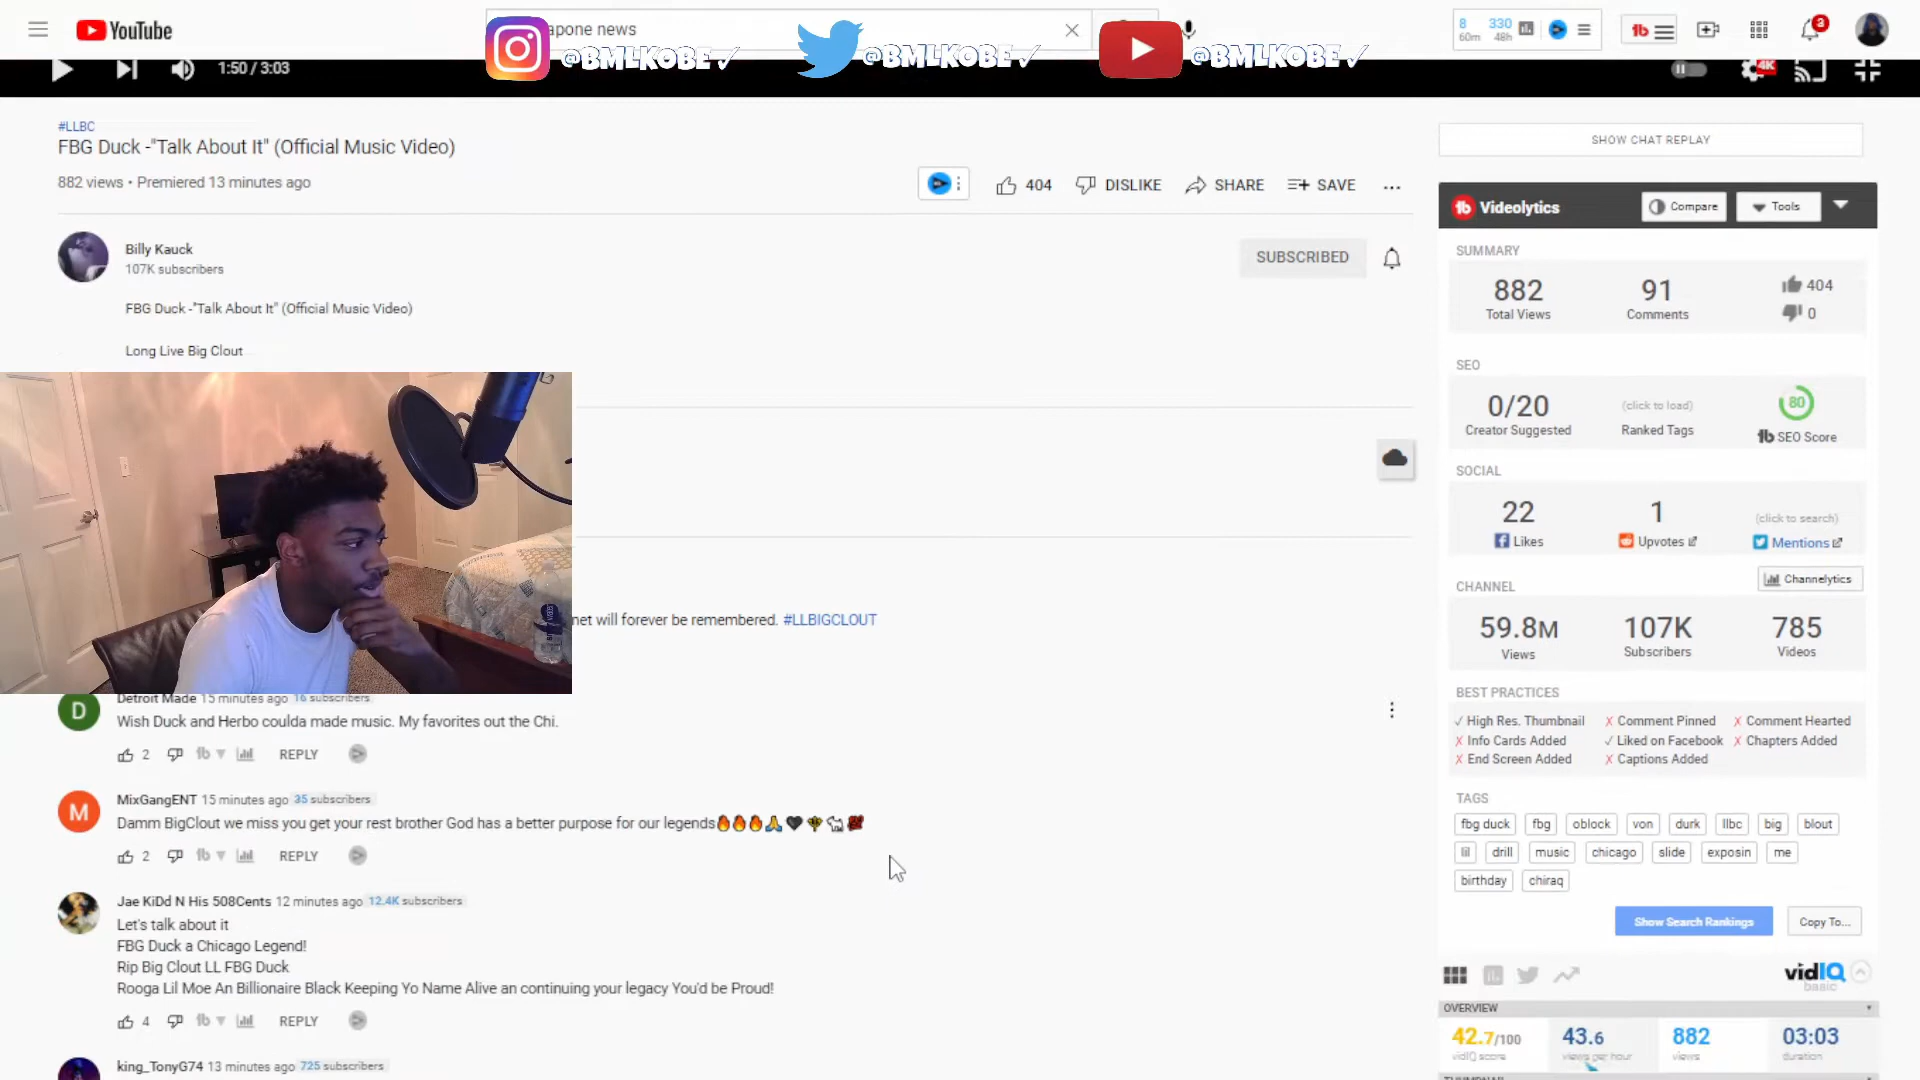 YouTube
apone news
@BMLKOBE ✓
@BMLKOBE ✓
@BMLKOBE ✓
8 330
60m 48h
3
1:50 / 3:03
4K
#LLBC
FBG Duck -"Talk About It" (Official Music Video)
882 views • Premiered 13 minutes ago
404
DISLIKE
SHARE
SAVE
Billy Kauck
107K subscribers
SUBSCRIBED
FBG Duck -"Talk About It" (Official Music Video)
Long Live Big Clout
net will forever be remembered. #LLBIGCLOUT
D
Detroit Made 15 minutes ago 16 subscribers
Wish Duck and Herbo coulda made music. My favorites out the Chi.
2 REPLY
M
MixGangENT 15 minutes ago 35 subscribers
Damm BigClout we miss you get your rest brother God has a better purpose for our legends🔥🔥🔥🙏
2 REPLY
Jae KiDd N His 508Cents 12 minutes ago 12.4K subscribers
Let's talk about it
FBG Duck a Chicago Legend!
Rip Big Clout LL FBG Duck
Rooga Lil Moe An Billionaire Black Keeping Yo Name Alive an continuing your legacy You'd be Proud!
4 REPLY
king_TonyG74 13 minutes ago 725 subscribers
SHOW CHAT REPLAY
Videolytics
Compare
Tools
SUMMARY
882 91 404
Total Views Comments 0
SEO
0/20 (click to load) 80
Creator Suggested Ranked Tags SEO Score
SOCIAL
22 1 (click to search)
Likes Upvotes Mentions
Channelytics
CHANNEL
59.8M 107K 785
Views Subscribers Videos
BEST PRACTICES
✓ High Res. Thumbnail ✗ Comment Pinned ✗ Comment Hearted
✗ Info Cards Added ✓ Liked on Facebook ✗ Chapters Added
✗ End Screen Added ✗ Captions Added
TAGS
fbg duck fbg oblock von durk llbc big blout
lil drill music chicago slide exposin me
birthday chiraq
Show Search Rankings
Copy To...
vidIQ
basic
OVERVIEW
42.7/100 43.6 882 03:03
vidIQ score views per hour views duration